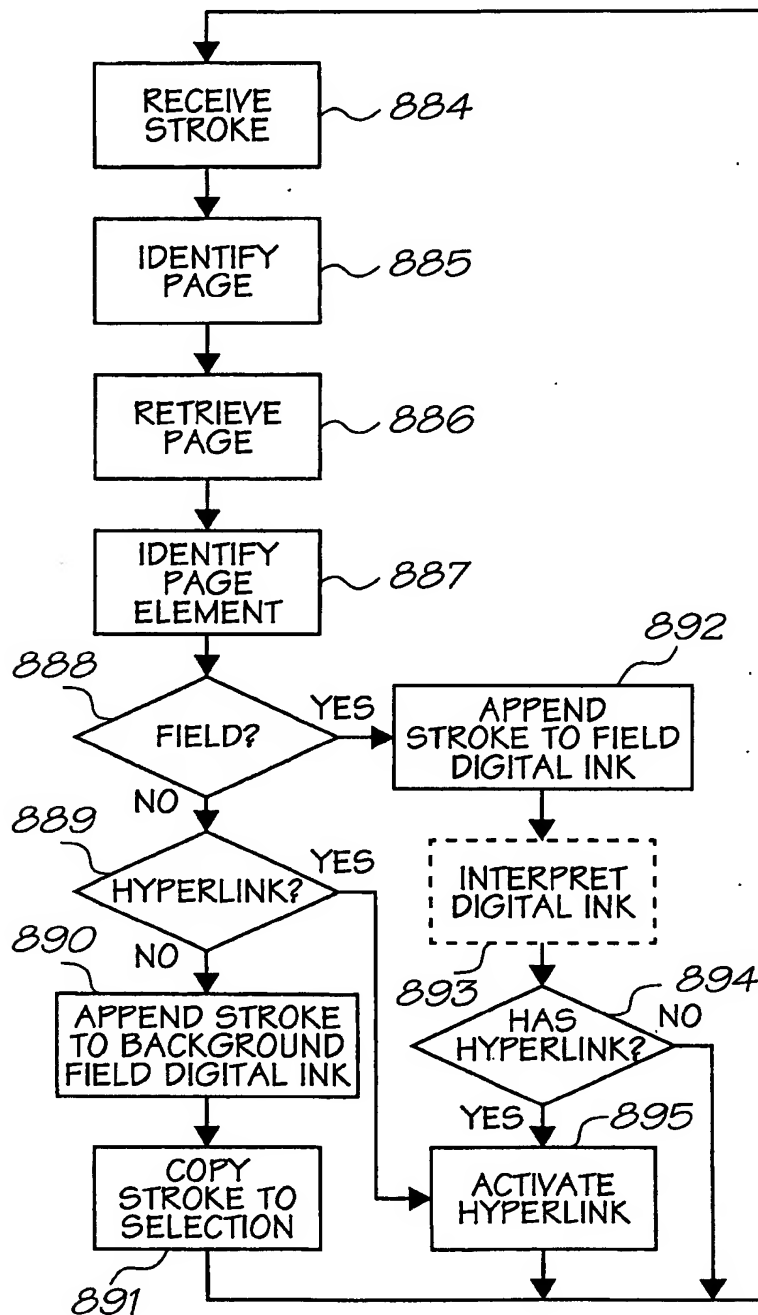 RECEIVE
STROKE
884
IDENTIFY
PAGE
885
RETRIEVE
PAGE
886
IDENTIFY
PAGE
ELEMENT
887
888
FIELD?
YES
NO
892
APPEND
STROKE TO FIELD
DIGITAL INK
889
HYPERLINK?
YES
NO
INTERPRET
DIGITAL INK
893
890
APPEND STROKE
TO BACKGROUND
FIELD DIGITAL INK
894
HAS
HYPERLINK?
NO
YES
895
COPY
STROKE TO
SELECTION
891
ACTIVATE
HYPERLINK